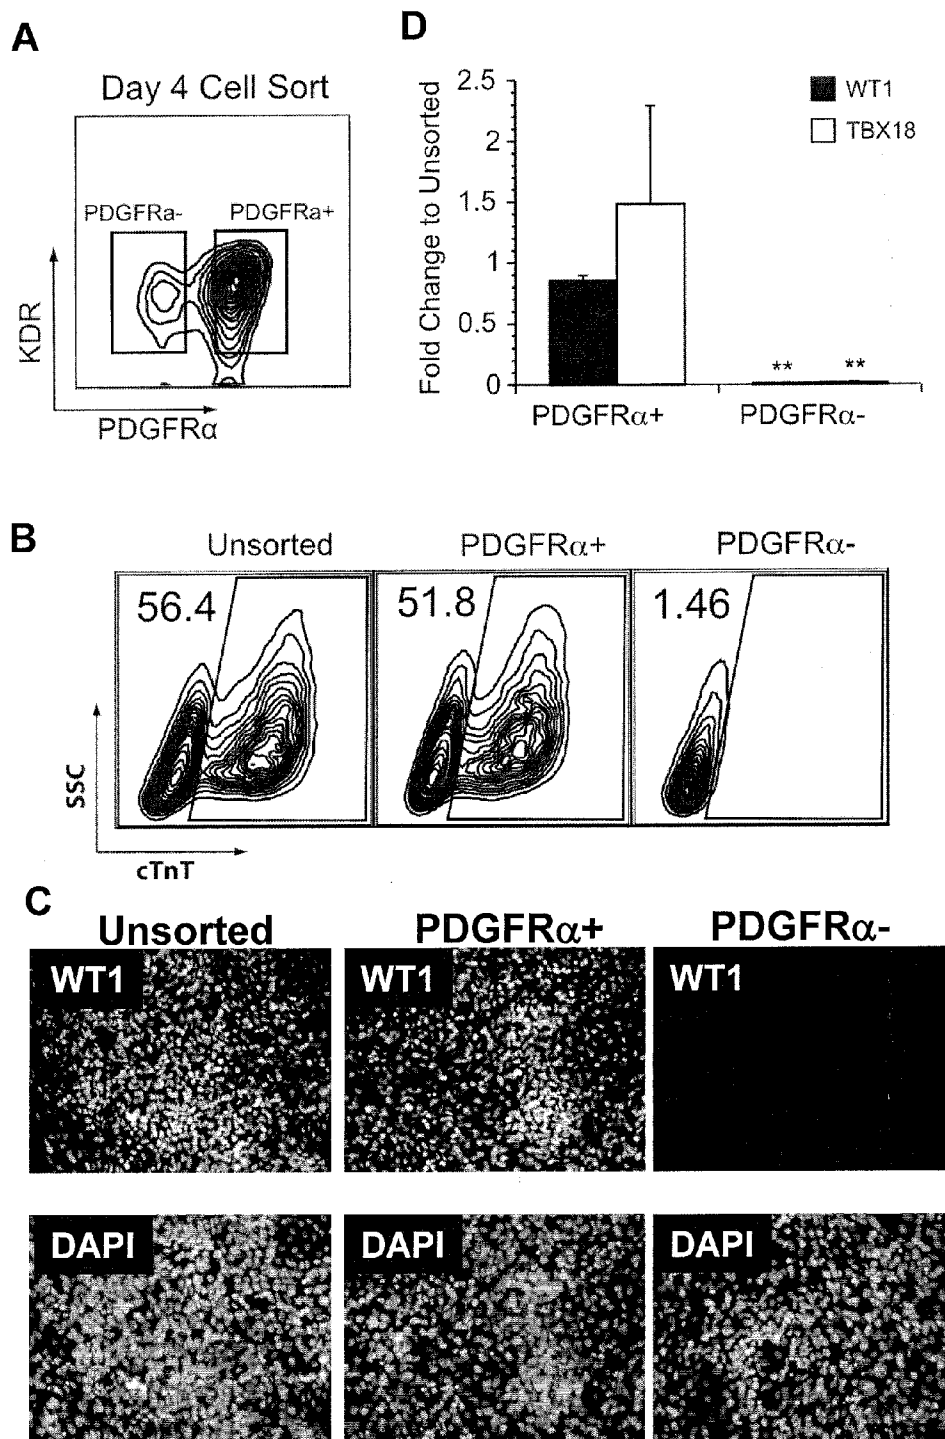 A
Day 4 Cell Sort
PDGFRa-
PDGFRa+
KDR
PDGFRα
D
Fold Change to Unsorted
2.5
2
1.5
1
0.5
0
WT1
TBX18
**
**
PDGFRα+
PDGFRα-
B
Unsorted
PDGFRα+
PDGFRα-
56.4
51.8
1.46
SSC
cTnT
C
Unsorted
PDGFRα+
PDGFRα-
WT1
WT1
WT1
DAPI
DAPI
DAPI